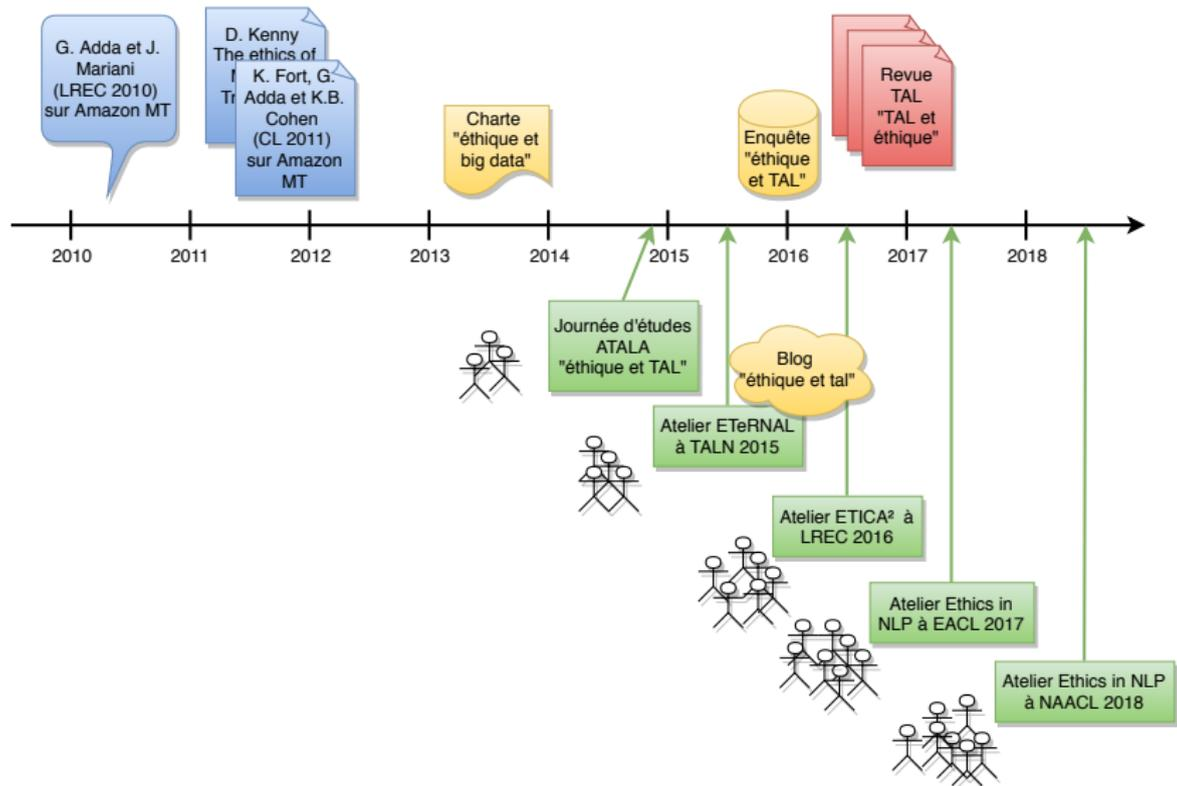 G. Adda et J.
Mariani
(LREC 2010)
sur Amazon MT
D. Kenny
The ethics of
K. Fort, G.
Adda et K.B.
Cohen
(CL 2011)
sur Amazon
MT
Charte
"éthique et
big data"
Enquête
"éthique
et TAL"
Revue
TAL
"TAL et
éthique"
2010
2011
2012
2013
2014
2015
2016
2017
2018
Journée d'études
ATALA
"éthique et TAL"
Blog
"éthique et tal"
Atelier ETeRNAL
à TALN 2015
Atelier ETICA² à
LREC 2016
Atelier Ethics in
NLP à EACL 2017
Atelier Ethics in NLP
à NAACL 2018